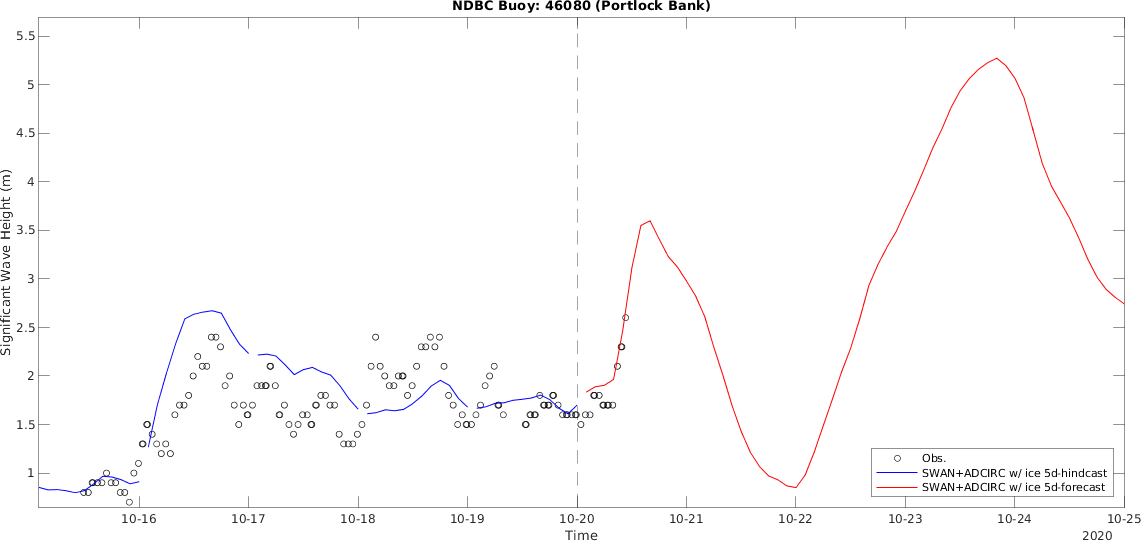 NDBC Buoy: 46080 (Portlock Bank)
5.5
5
4.5
4
3.5
3
2.5
2
1.5
1
Significant Wave Height (m)
Obs.
SWAN+ADCIRC w/ ice 5d-hindcast
SWAN+ADCIRC w/ ice 5d-forecast
10-16 10-17 10-18 10-19 10-20 10-21 10-22 10-23 10-24 10-25
Time
2020